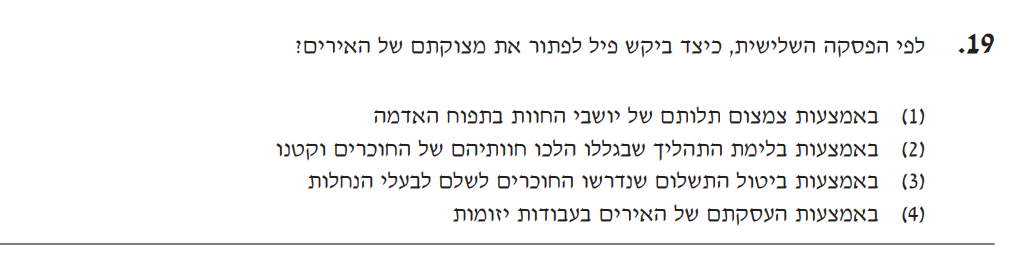 19. לפי הפסקה השלישית, כיצד ביקש פיל לפתור את מצוקתם של האירים?
(1) באמצעות צמצום תלותם של יושבי החוות בתפוח האדמה
(2) באמצעות בלימת התהליך שבגללו הלכו חוותיהם של החוכרים וקטנו
(3) באמצעות ביטול התשלום שנדרשו החוכרים לשלם לבעלי הנחלות
(4) באמצעות העסקתם של האירים בעבודות יזומות